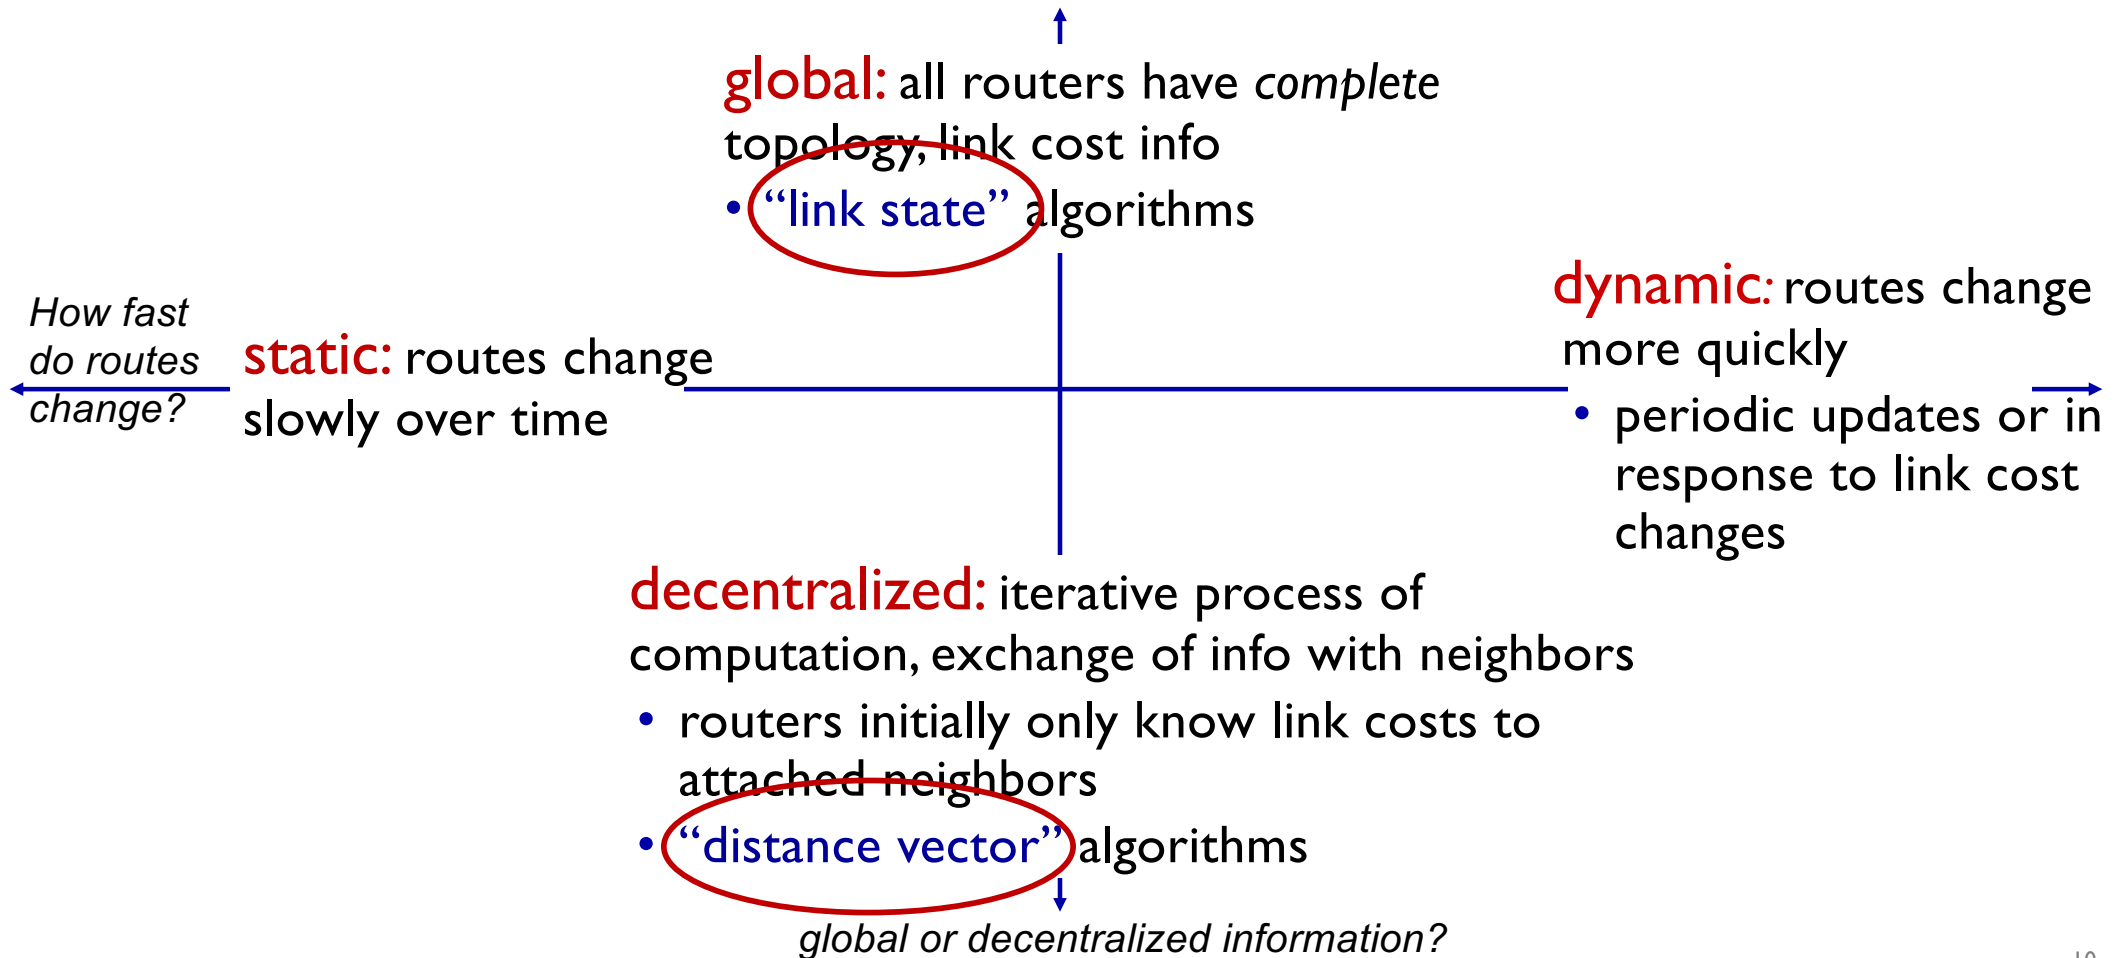 global: all routers have complete
topology, link cost info
• “link state” algorithms
How fast
do routes
change?
static: routes change
slowly over time
dynamic: routes change
more quickly
• periodic updates or in
response to link cost
changes
decentralized: iterative process of
computation, exchange of info with neighbors
• routers initially only know link costs to
attached neighbors
• “distance vector” algorithms
global or decentralized information?